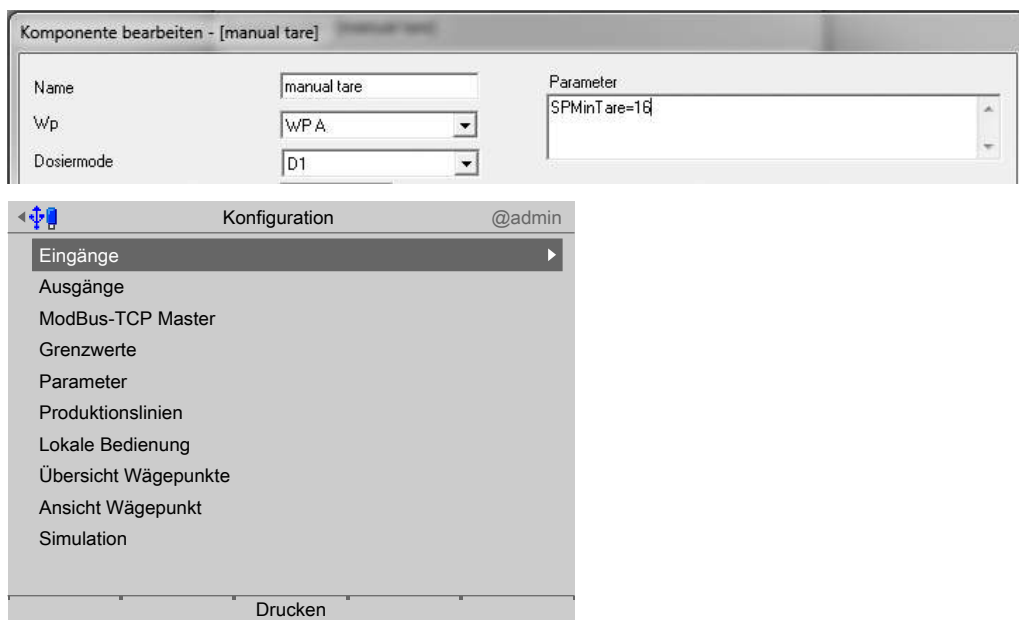 Komponente bearbeiten - [manual tare]
Name manual tare Parameter
SPMinTare=16
Wp WP A
Dosiermode D1
Konfiguration @admin
Eingänge
Ausgänge
ModBus-TCP Master
Grenzwerte
Parameter
Produktionslinien
Lokale Bedienung
Übersicht Wägepunkte
Ansicht Wägepunkt
Simulation
Drucken